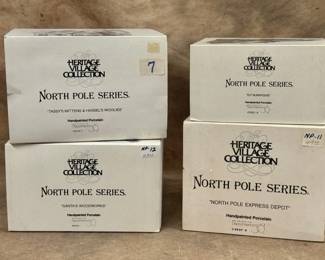 HERITAGE
VILLAGE
COLLECTION
7
NORTH POLE SERIES.
"TASSY'S MITTENS & HASSEL'S WOOLIES"
Handpainted Porcelain
HERITAGE
VILLAGE
COLLECTION
NORTH POLE SERIES.
Handpainted Porcelain
HERITAGE
VILLAGE
COLLECTION
NP-12
NORTH POLE SERIES.
"SANTA'S WOODWORKS"
Handpainted Porcelain
HERITAGE
VILLAGE
COLLECTION
NP-11
NORTH POLE SERIES.
"NORTH POLE EXPRESS DEPOT"
Handpainted Porcelain